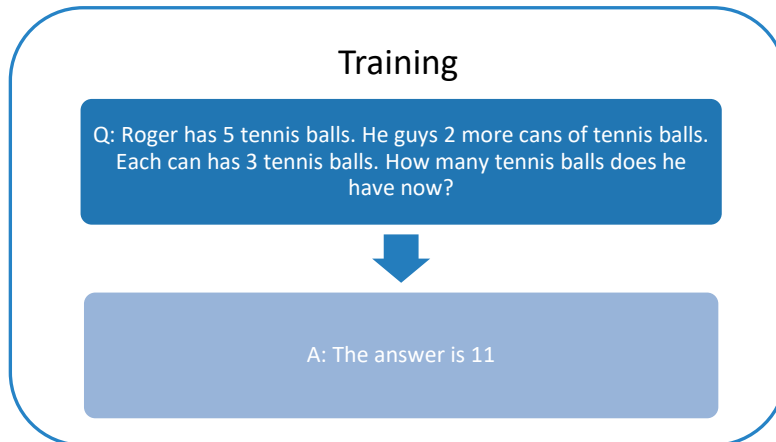 Training
Q: Roger has 5 tennis balls. He guys 2 more cans of tennis balls.
Each can has 3 tennis balls. How many tennis balls does he
have now?
A: The answer is 11